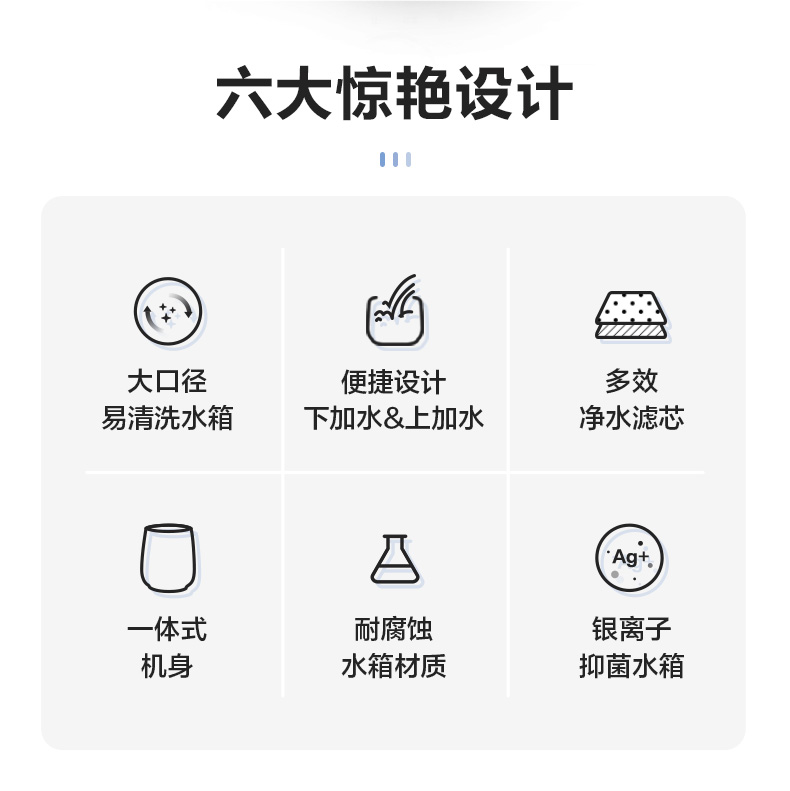 六大惊艳设计
大口径
易清洗水箱
便捷设计
下加水&上加水
多效
净水滤芯
一体式
机身
耐腐蚀
水箱材质
Ag+
银离子
抑菌水箱